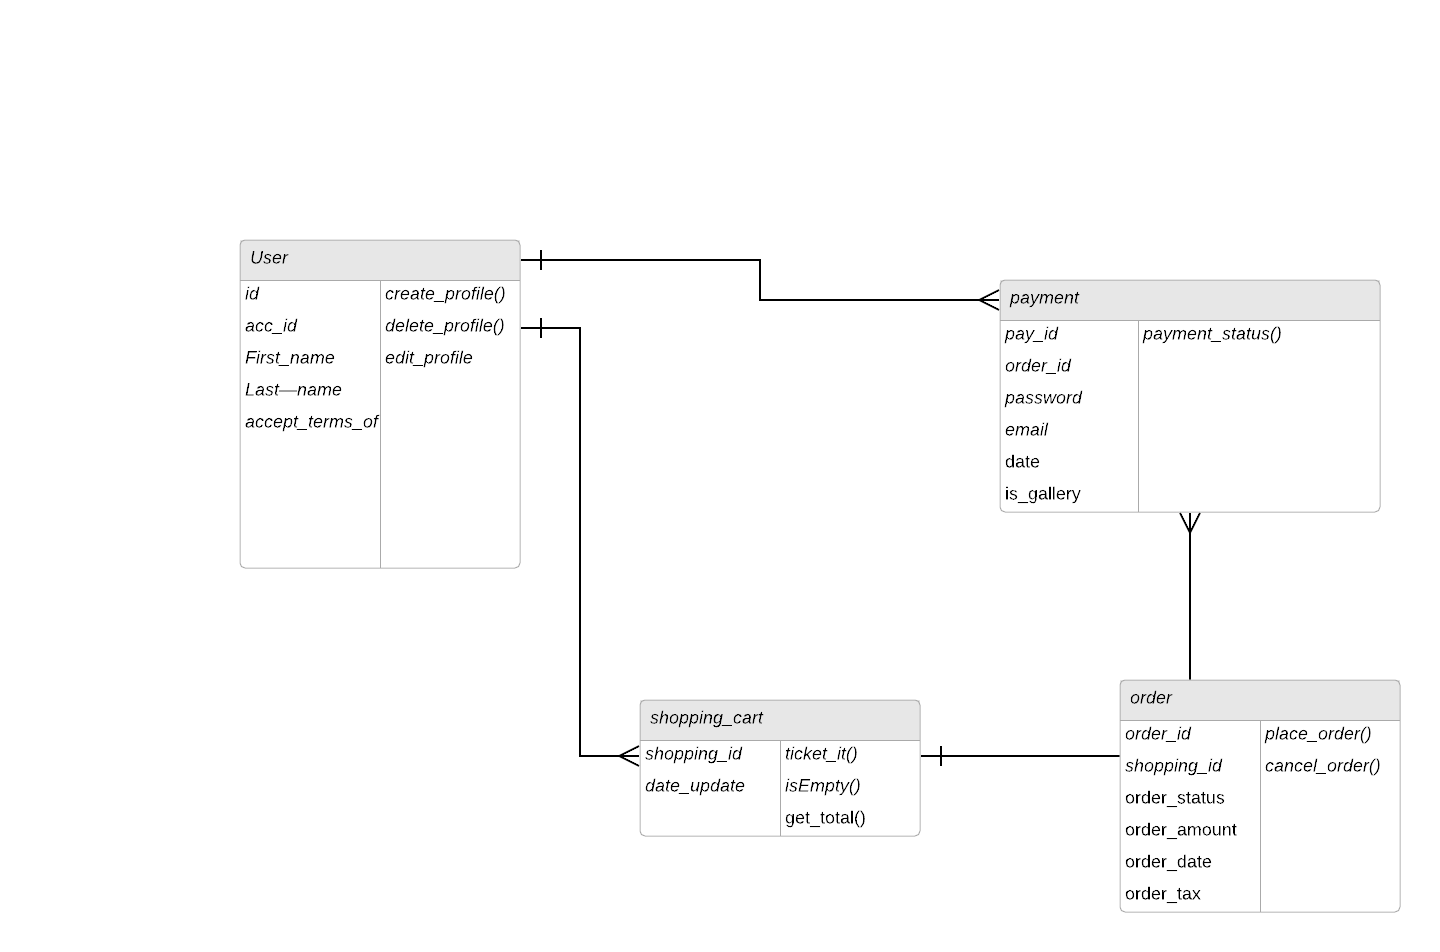 User
id
acc_id
First_name
Last—name
accept_terms_of
create_profile()
delete_profile()
edit_profile
payment
pay_id
order_id
password
email
date
is_gallery
payment_status()
shopping_cart
shopping_id
date_update
ticket_it()
isEmpty()
get_total()
order
order_id
shopping_id
order_status
order_amount
order_date
order_tax
place_order()
cancel_order()